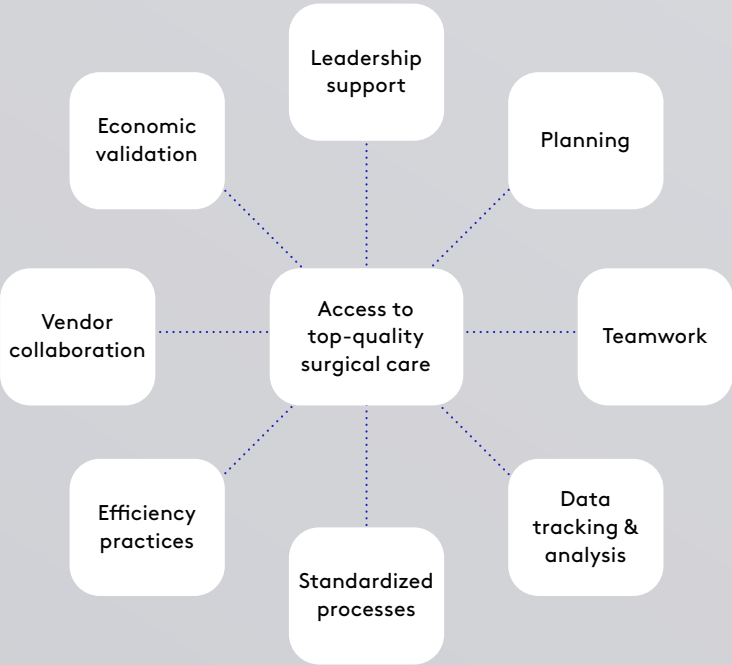 Leadership
support
Economic
validation
Planning
Vendor
collaboration
Access to
top-quality
surgical care
Teamwork
Efficiency
practices
Data
tracking &
analysis
Standardized
processes